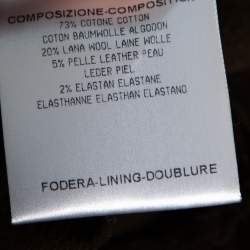 COMPOSIZIONE-COMPOSITION
73% COTONE COTTON
COTON BAUMWOLLE ALGODON
20% LANA WOOL LAINE WOLLE
5% PELLE LEATHER PEAU
LEDER PIEL
2% ELASTAN ELASTANE
ELASTHANNE ELASTHAN ELASTANO
FODERA-LINING-DOUBLURE